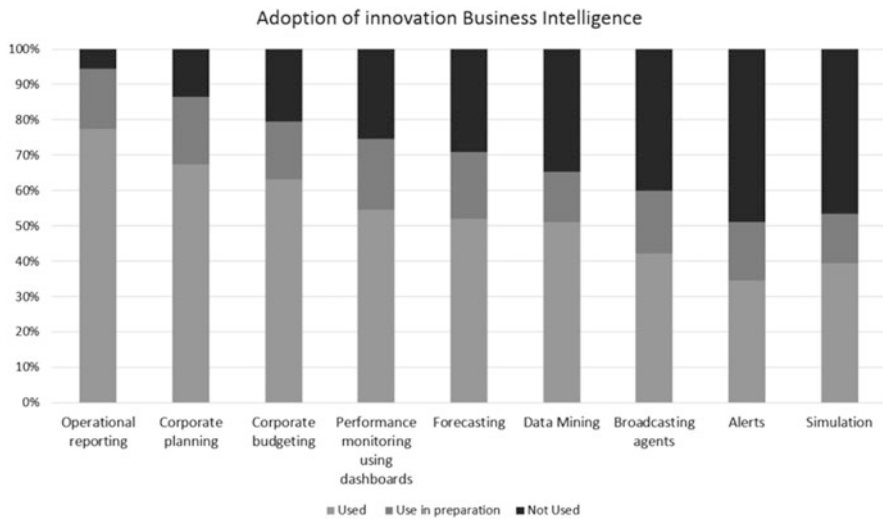 Adoption of innovation Business Intelligence
100%
90%
80%
70%
60%
50%
40%
30%
20%
10%
0%
Operational
reporting
Corporate
planning
Corporate
budgeting
Performance
monitoring
using
dashboards
Forecasting
Data Mining
Broadcasting
agents
Alerts
Simulation
Used
Use in preparation
Not Used